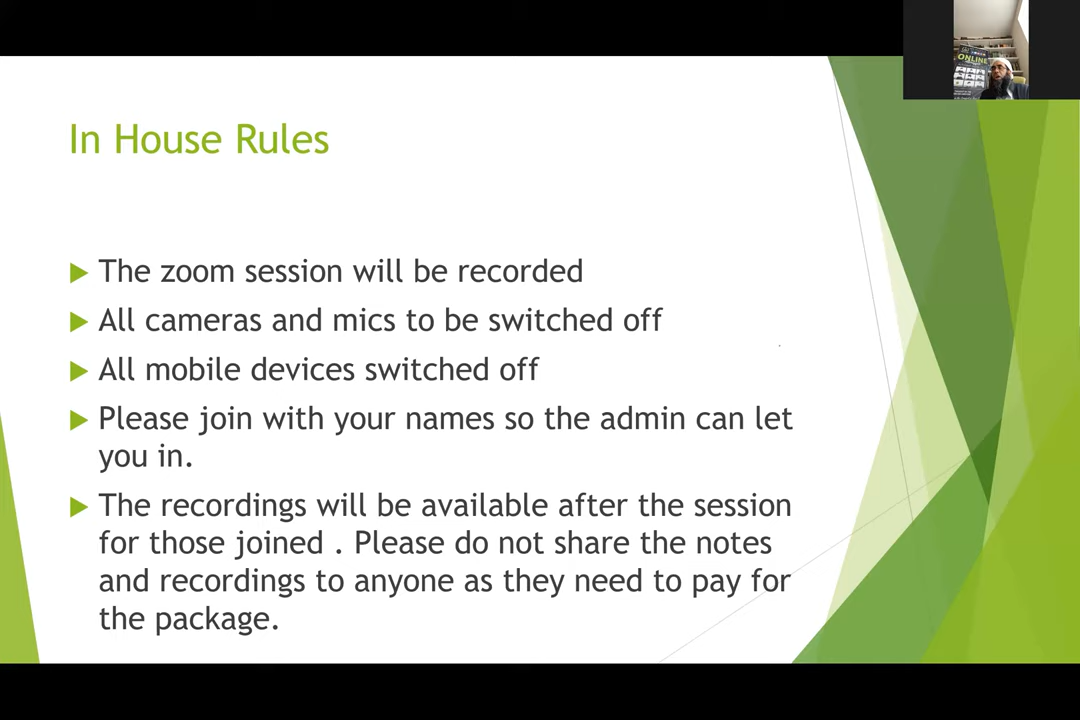 In House Rules
The zoom session will be recorded
All cameras and mics to be switched off
All mobile devices switched off
Please join with your names so the admin can let
you in.
The recordings will be available after the session
for those joined . Please do not share the notes
and recordings to anyone as they need to pay for
the package.
ONLINE